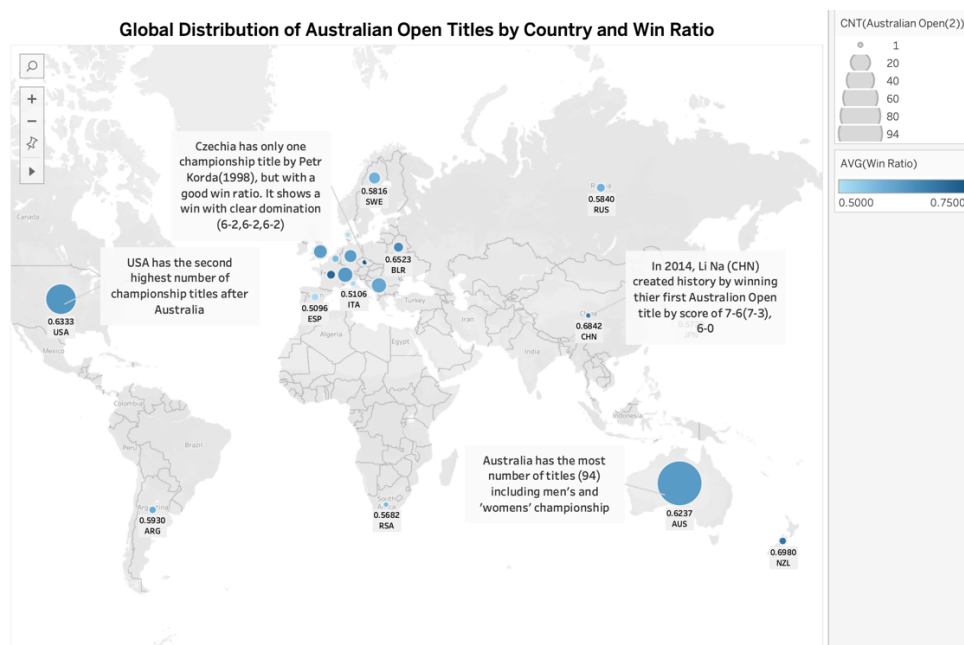 Global Distribution of Australian Open Titles by Country and Win Ratio
CNT(Australian Open(2))
1
20
40
60
80
94
AVG(Win Ratio)
0.5000 0.7500
Czechia has only one
championship title by Petr
Korda(1998), but with a
good win ratio. It shows a
win with clear domination
(6-2,6-2,6-2)
0.5816
SWE
0.5840
RUS
Canada
USA has the second
highest number of
championship titles after
Australia
0.6523
BLR
In 2014, Li Na (CHN)
created history by winning
thier first Australion Open
title by score of 7-6(7-3),
6-0
0.6333
USA
0.5106
ITA
0.5096
ESP
Turkey
Iran
0.6842
CHN
Mexico
Algeria
Egypt
India
Colombia
Indonesia
Peru
Brazil
Australia has the most
number of titles (94)
including men's and
'womens' championship
0.6237
AUS
South
0.5682
RSA
0.5930
ARG
0.6980
NZL